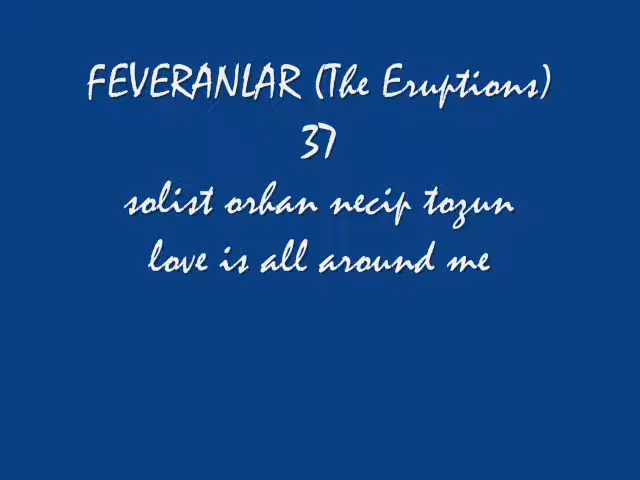 FEVERANLAR (The Eruptions)
37
solist orhan necip tozun
love is all around me